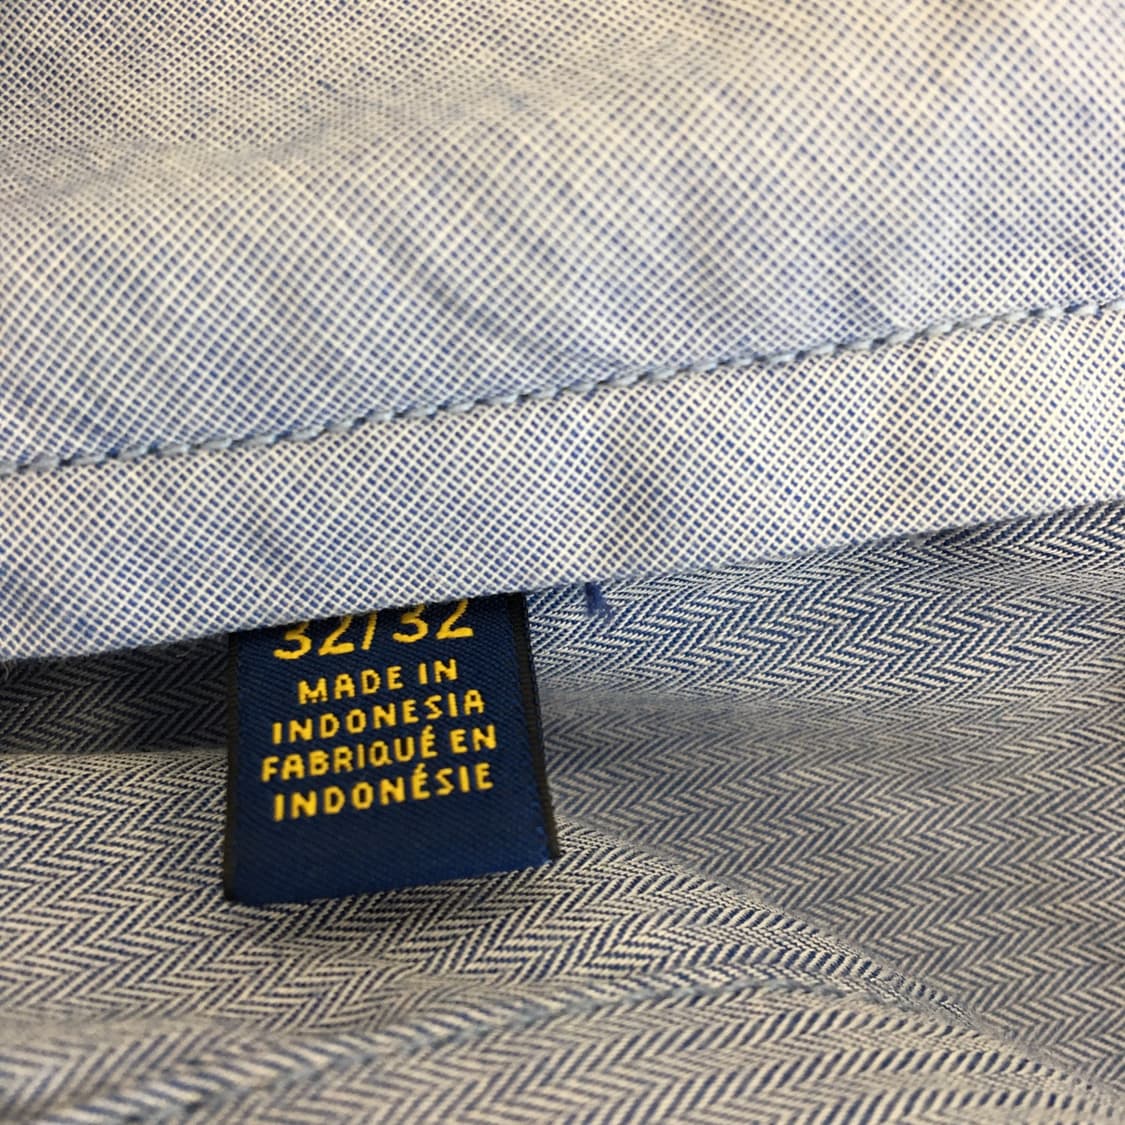 32/32
MADE IN
INDONESIA
FABRIQUÉ EN
INDONÉSIE